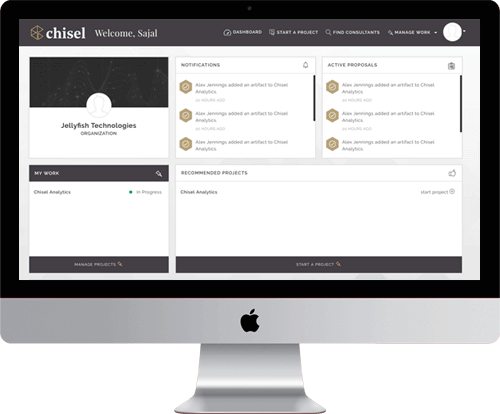 chisel Welcome, Sajal DASHBOARD START A PROJECT FIND CONSULTANTS MANAGE WORK
Jellyfish Technologies
ORGANIZATION
NOTIFICATIONS
Alex Jennings added an artifact to Chisel
Analytics.
20 HOURS AGO
Alex Jennings added an artifact to Chisel
Analytics.
20 HOURS AGO
Alex Jennings added an artifact to Chisel
Analytics.
ACTIVE PROPOSALS
Alex Jennings added an artifact to Chisel
Analytics.
20 HOURS AGO
Alex Jennings added an artifact to Chisel
Analytics.
20 HOURS AGO
Alex Jennings added an artifact to Chisel
Analytics.
MY WORK
Chisel Analytics In Progress
MANAGE PROJECTS
RECOMMENDED PROJECTS
Chisel Analytics start project
START A PROJECT